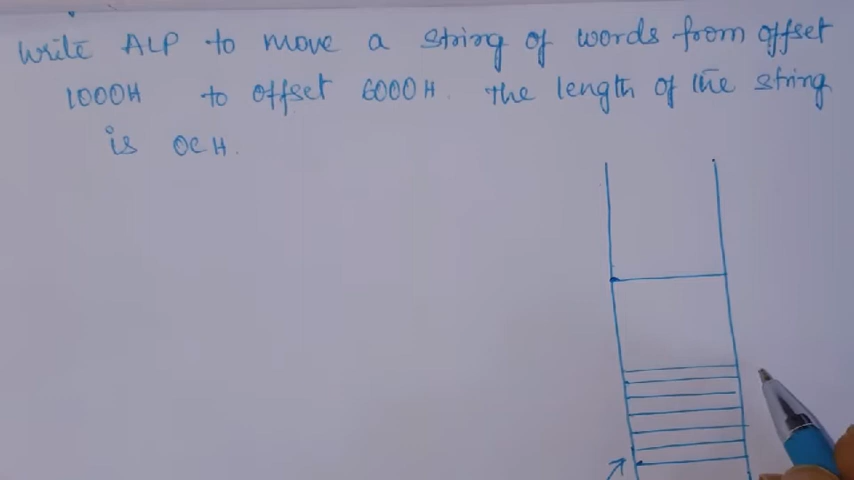 Write ALP to move a string of words from offset
1000H to offset 6000H. The length of the string
is 0CH.